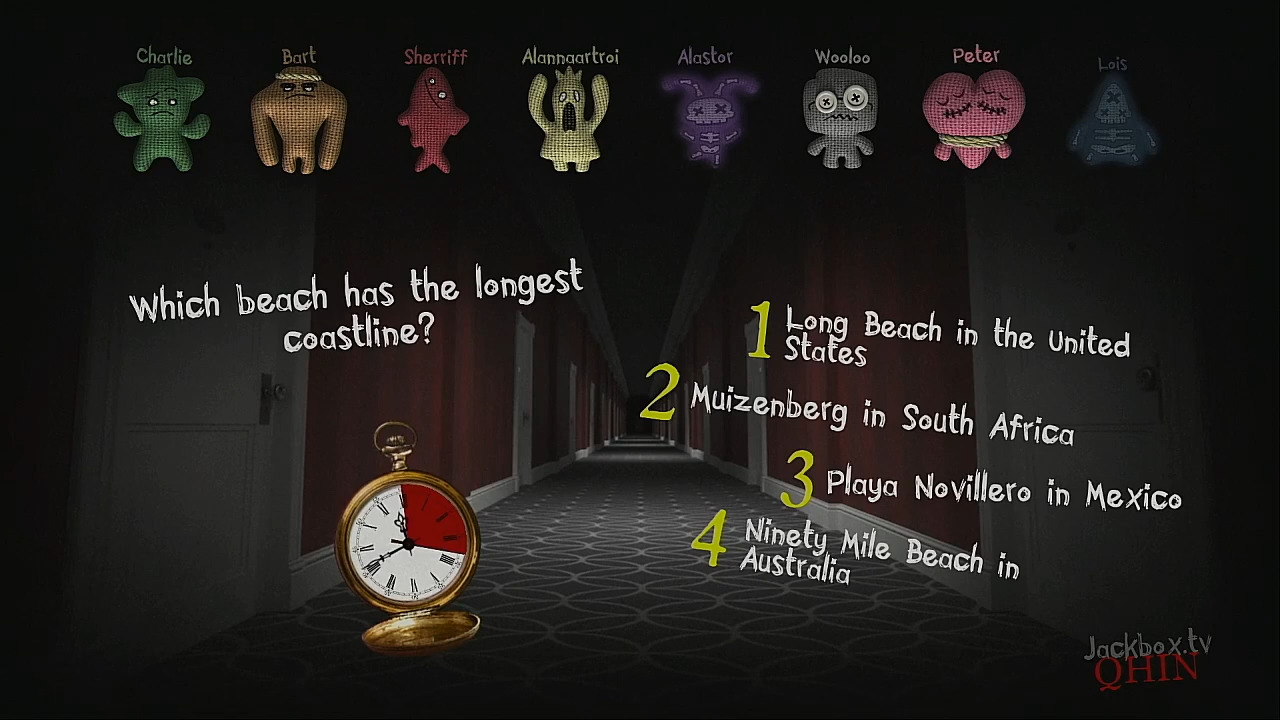 Charlie
Bart
Sherriff
Alannaartroi
Alastor
Wooloo
Peter
Lois
Which beach has the longest
coastline?
1 Long Beach in the United
States
2 Muizenberg in South Africa
3 Playa Novillero in Mexico
4 Ninety Mile Beach in
Australia
Jackbox.tv
QHIN